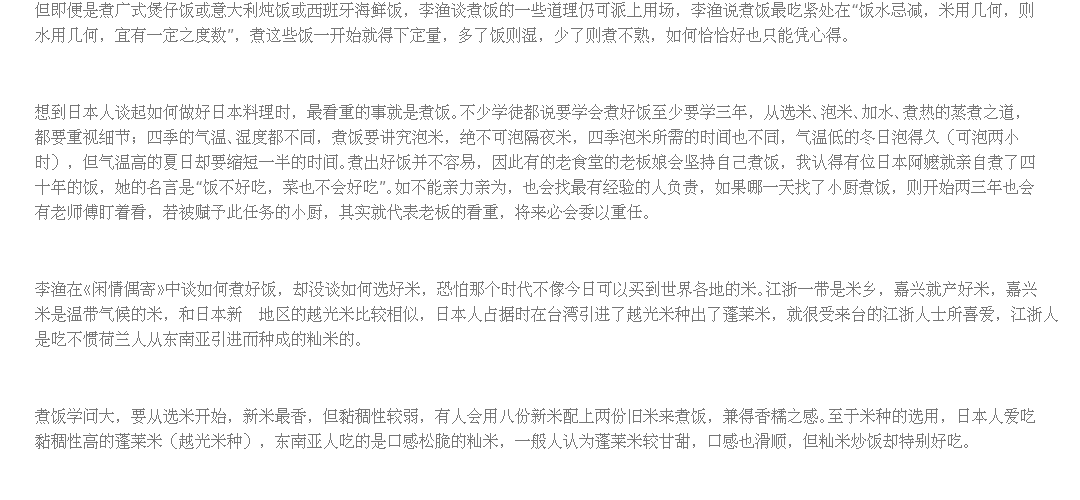 但即便是煮广式煲仔饭或意大利炖饭或西班牙海鲜饭，李渔谈煮饭的一些道理仍可派上用场，李渔说煮饭最吃紧处在“饭水忌减，米用几何，则
水用几何，宜有一定之度数”，煮这些饭一开始就得下定量，多了饭则湿，少了则煮不熟，如何恰恰好也只能凭心得。
想到日本人谈起如何做好日本料理时，最看重的事就是煮饭。不少学徒都说要学会煮好饭至少要学三年，从选米、泡米、加水、煮热的蒸煮之道，
都要重视细节；四季的气温、湿度都不同，煮饭要讲究泡米，绝不可泡隔夜米，四季泡米所需的时间也不同，气温低的冬日泡得久（可泡两小
时），但气温高的夏日却要缩短一半的时间。煮出好饭并不容易，因此有的老食堂的老板娘会坚持自己煮饭，我认得有位日本阿嬷就亲自煮了四
十年的饭，她的名言是“饭不好吃，菜也不会好吃”。如不能亲力亲为，也会找最有经验的人负责，如果哪一天找了小厨煮饭，则开始两三年也会
有老师傅盯着看，若被赋予此任务的小厨，其实就代表老板的看重，将来必会委以重任。
李渔在《闲情偶寄》中谈如何煮好饭，却没谈如何选好米，恐怕那个时代不像今日可以买到世界各地的米。江浙一带是米乡，嘉兴就产好米，嘉兴
米是温带气候的米，和日本新　地区的越光米比较相似，日本人占据时在台湾引进了越光米种出了蓬莱米，就很受来台的江浙人士所喜爱，江浙人
是吃不惯荷兰人从东南亚引进而种成的籼米的。
煮饭学问大，要从选米开始，新米最香，但黏稠性较弱，有人会用八份新米配上两份旧米来煮饭，兼得香糯之感。至于米种的选用，日本人爱吃
黏稠性高的蓬莱米（越光米种），东南亚人吃的是口感松脆的籼米，一般人认为蓬莱米较甘甜，口感也滑顺，但籼米炒饭却特别好吃。